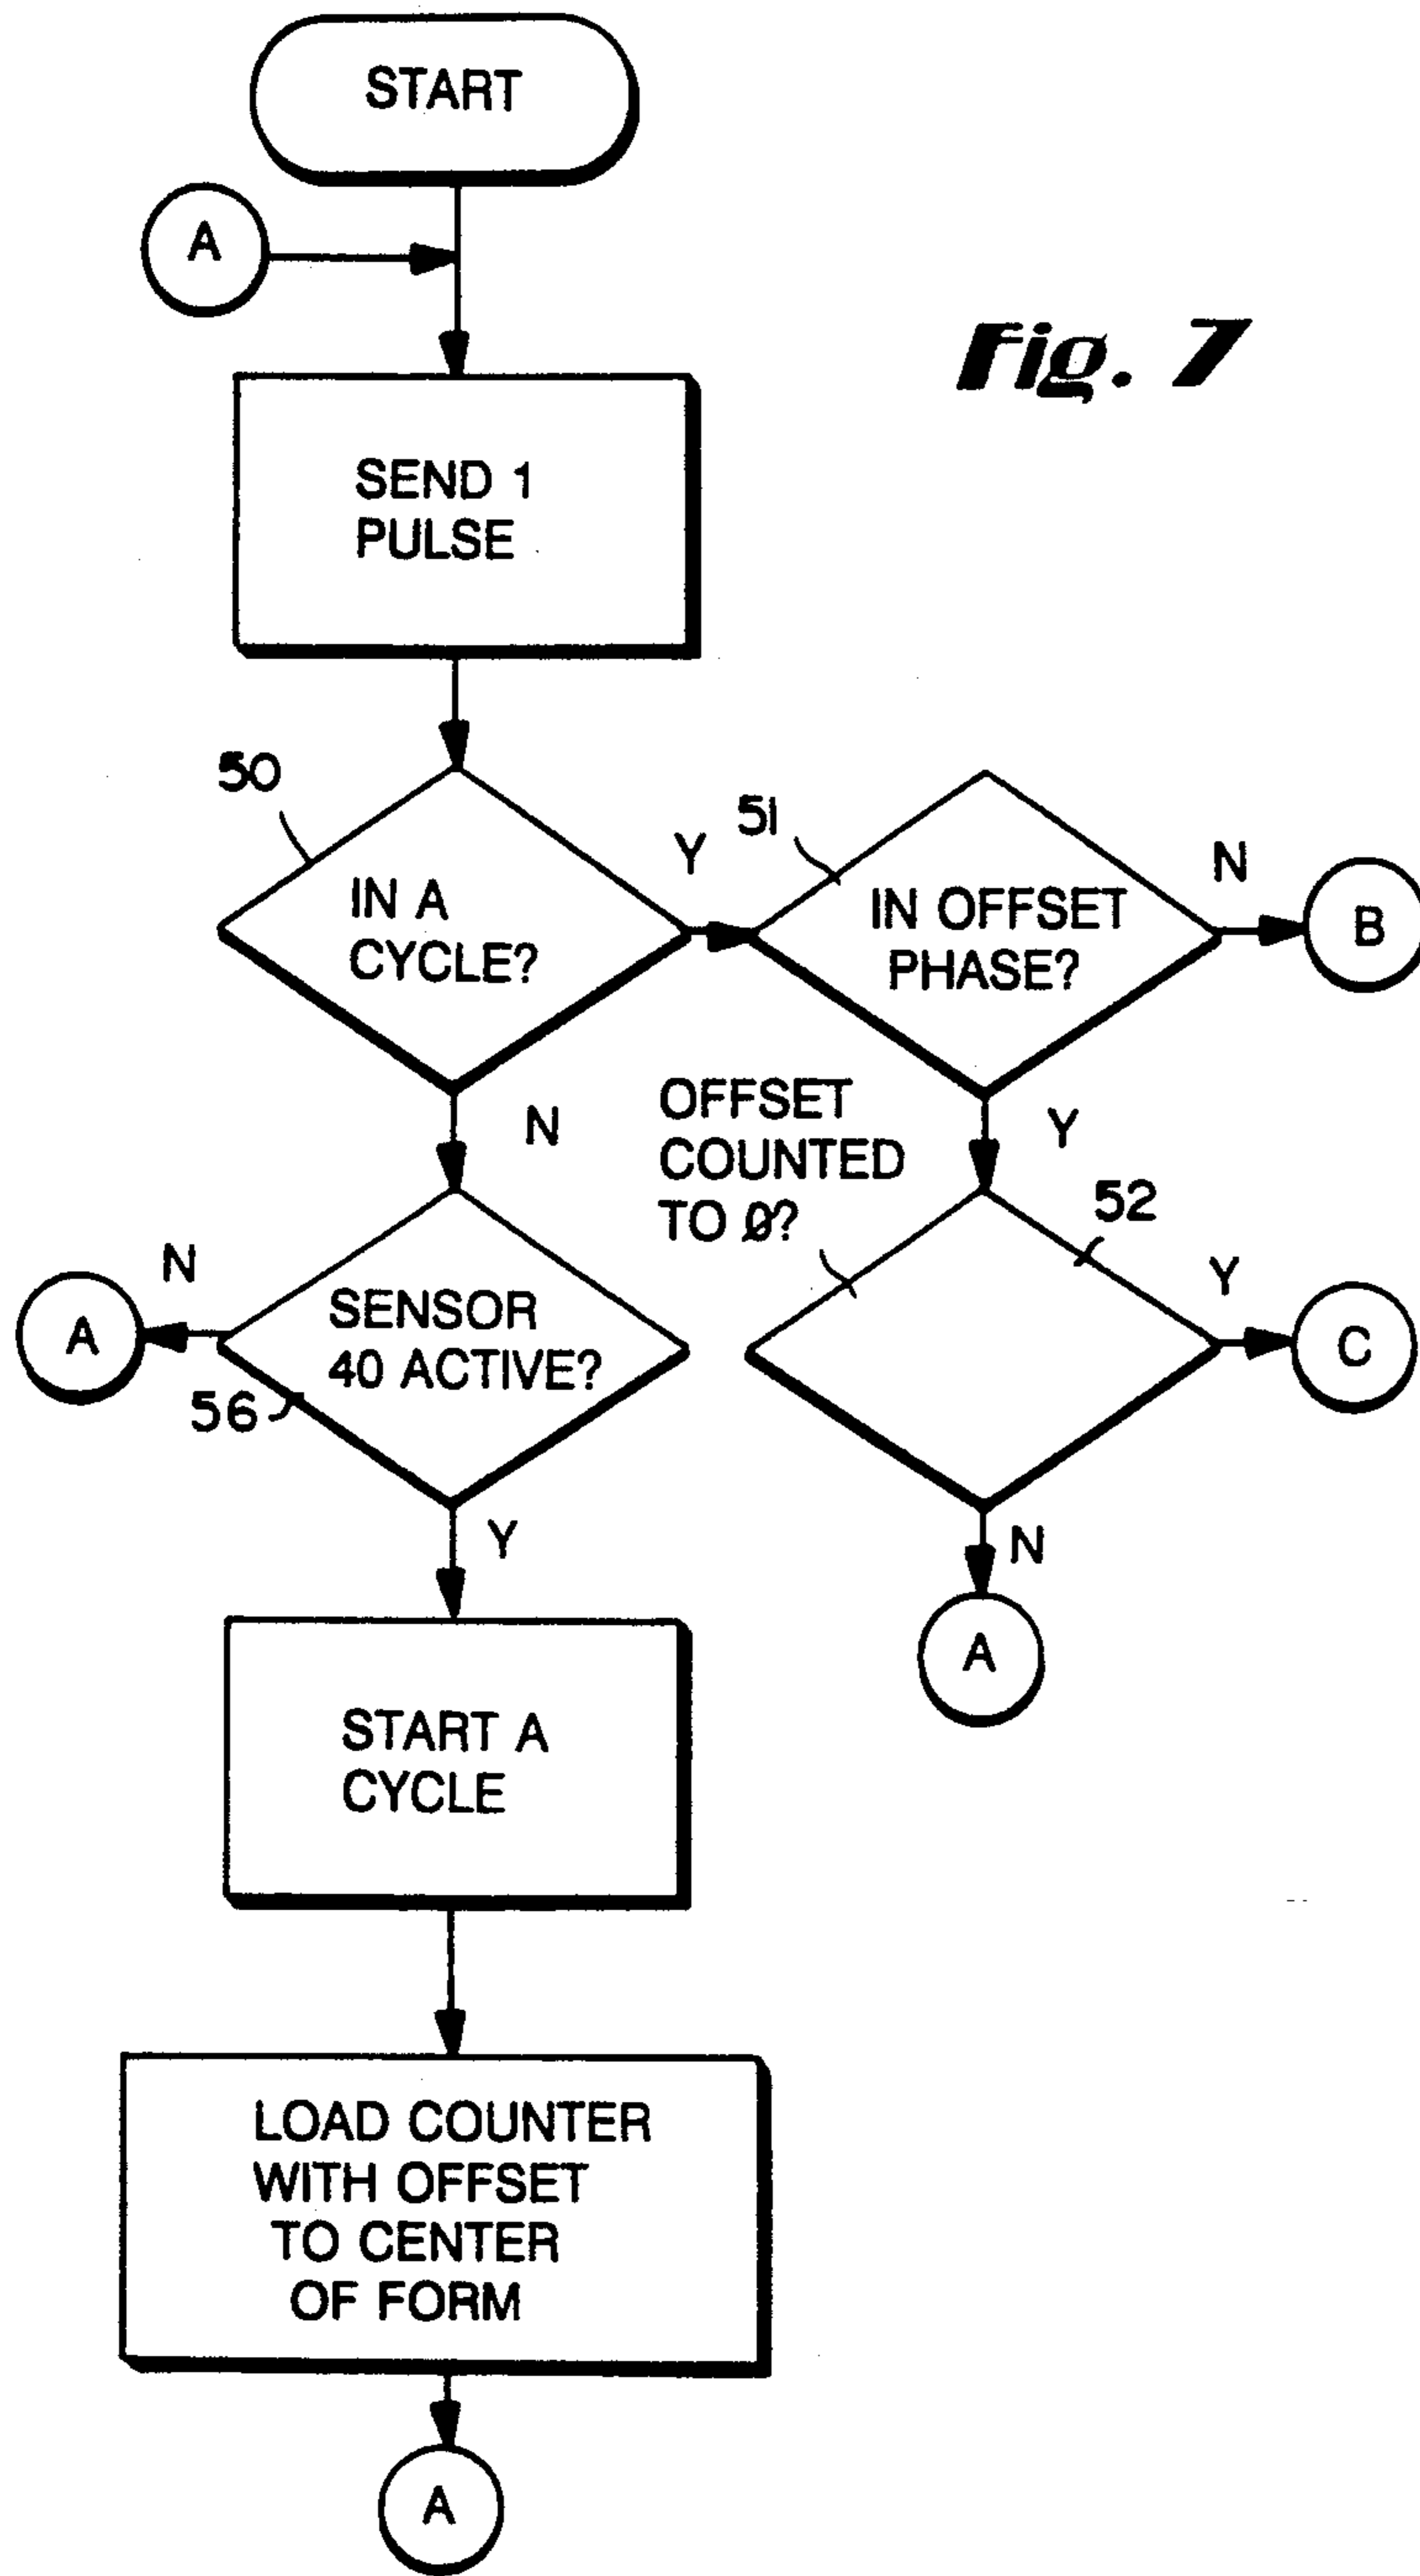 START
A
Fig. 7
SEND 1
PULSE
50
IN A
CYCLE?
Y
51
IN OFFSET
PHASE?
N
B
N
OFFSET
COUNTED
TO 0?
Y
52
Y
C
N
A
SENSOR
40 ACTIVE?
56
Y
N
A
START A
CYCLE
LOAD COUNTER
WITH OFFSET
TO CENTER
OF FORM
A